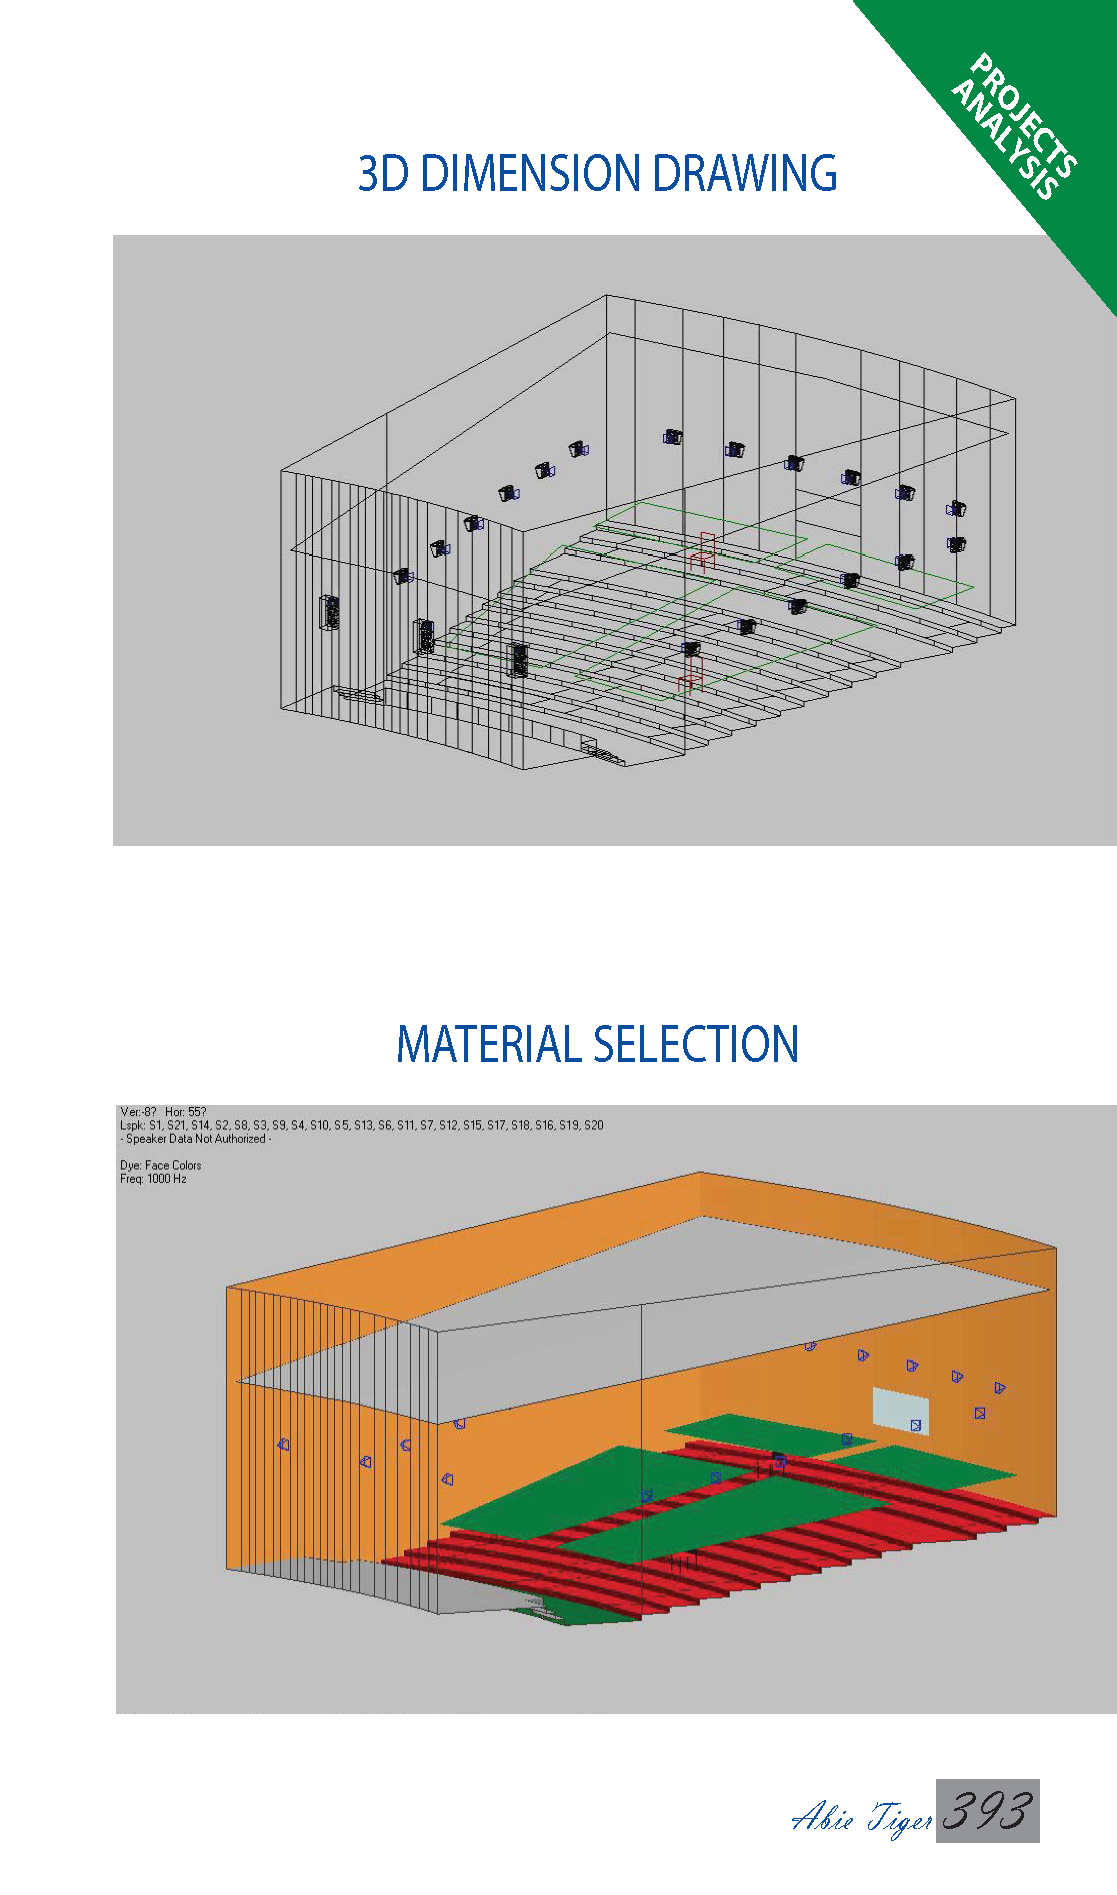 PROJECTS
ANALYSIS
3D DIMENSION DRAWING
MATERIAL SELECTION
Ver:-8? Hor: 55?
Lspk: S1, S21, S14, S2, S8, S3, S9, S4, S10, S5, S13, S6, S11, S7, S12, S15, S17, S18, S16, S19, S20
- Speaker Data Not Authorized -
Dye: Face Colors
Freq: 1000 Hz
Abie Tiger 393